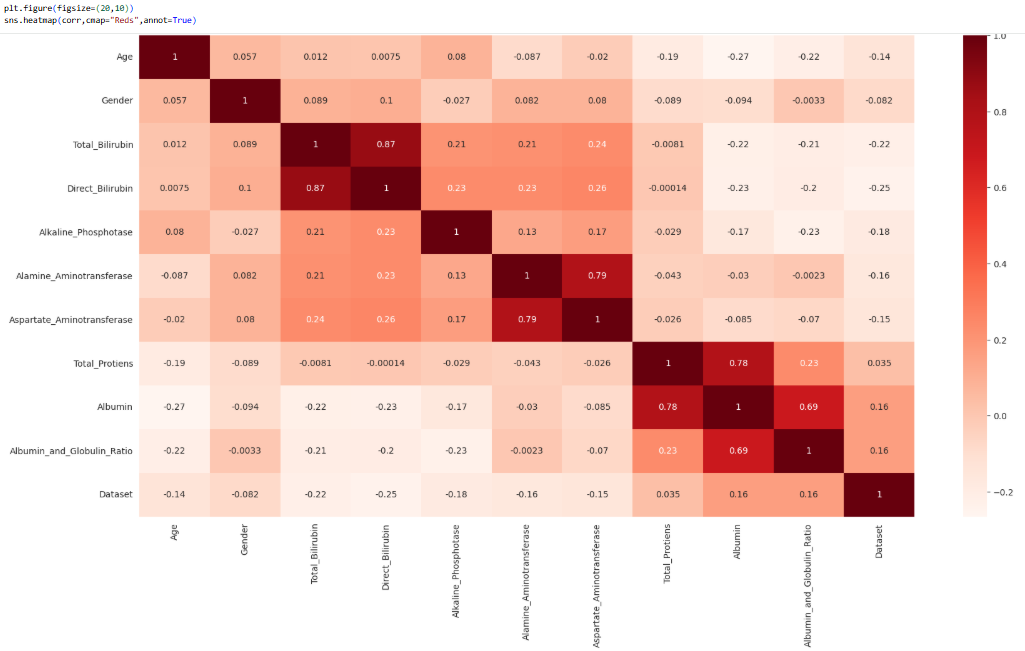 plt.figure(figsize=(20,10))
sns.heatmap(corr,cmap="Reds",annot=True)
Age 1 0.057 0.012 0.0075 0.08 -0.087 -0.02 -0.19 -0.27 -0.22 -0.14
Gender 0.057 1 0.089 0.1 -0.027 0.082 0.08 -0.089 -0.094 -0.0033 -0.082
Total_Bilirubin 0.012 0.089 1 0.87 0.21 0.21 0.24 -0.0081 -0.22 -0.21 -0.22
Direct_Bilirubin 0.0075 0.1 0.87 1 0.23 0.23 0.26 -0.00014 -0.23 -0.2 -0.25
Alkaline_Phosphotase 0.08 -0.027 0.21 0.23 1 0.13 0.17 -0.029 -0.17 -0.23 -0.18
Alamine_Aminotransferase -0.087 0.082 0.21 0.23 0.13 1 0.79 -0.043 -0.03 -0.0023 -0.16
Aspartate_Aminotransferase -0.02 0.08 0.24 0.26 0.17 0.79 1 -0.026 -0.085 -0.07 -0.15
Total_Protiens -0.19 -0.089 -0.0081 -0.00014 -0.029 -0.043 -0.026 1 0.78 0.23 0.035
Albumin -0.27 -0.094 -0.22 -0.23 -0.17 -0.03 -0.085 0.78 1 0.69 0.16
Albumin_and_Globulin_Ratio -0.22 -0.0033 -0.21 -0.2 -0.23 -0.0023 -0.07 0.23 0.69 1 0.16
Dataset -0.14 -0.082 -0.22 -0.25 -0.18 -0.16 -0.15 0.035 0.16 0.16 1
Age
Gender
Total_Bilirubin
Direct_Bilirubin
Alkaline_Phosphotase
Alamine_Aminotransferase
Aspartate_Aminotransferase
Total_Protiens
Albumin
Albumin_and_Globulin_Ratio
Dataset
1.0
0.8
0.6
0.4
0.2
0.0
−0.2